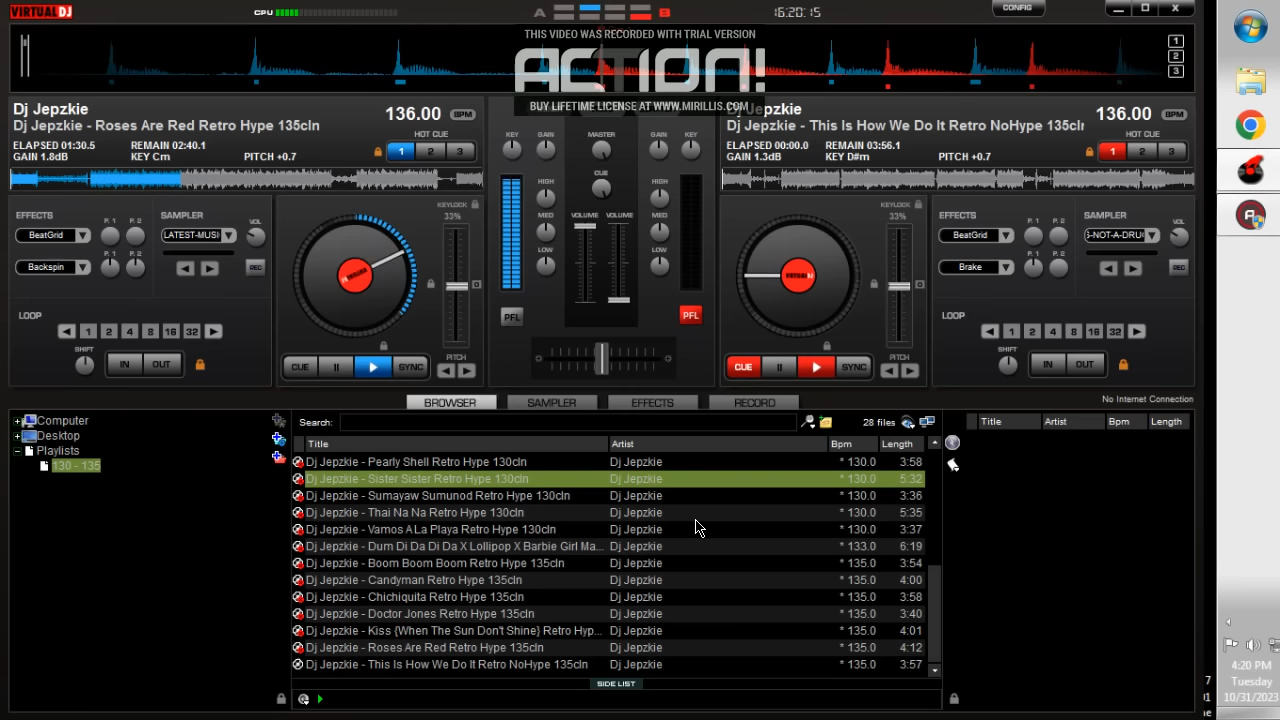 VIRTUAL DJ
CPU
A
B
16:20:15
CONFIG
THIS VIDEO WAS RECORDED WITH TRIAL VERSION
ACTION!
BUY LIFETIME LICENSE AT WWW.MIRILLIS.COM
1
2
3
Dj Jepzkie
136.00 BPM
Dj Jepzkie - Roses Are Red Retro Hype 135cln
HOT CUE
ELAPSED 01:30.5 REMAIN 02:40.1
GAIN 1.8dB KEY Cm PITCH +0.7
1 2 3
KEY GAIN MASTER GAIN KEY
CUE
HIGH HIGH
MED VOLUME VOLUME MED
LOW LOW
PFL PFL
136.00 BPM
Dj Jepzkie - This Is How We Do It Retro NoHype 135clr
HOT CUE
ELAPSED 00:00.0 REMAIN 03:56.1
GAIN 1.3dB KEY D#m PITCH +0.7
1 2 3
EFFECTS P. 1 P. 2 SAMPLER VOL
BeatGrid LATEST-MUSI
Backspin REC
LOOP
1 2 4 8 16 32
SHIFT IN OUT
KEYLOCK
33%
CUE SYNC PITCH
KEYLOCK
33%
CUE SYNC PITCH
EFFECTS P. 1 P. 2 SAMPLER VOL
BeatGrid S-NOT-A-DRUG
Brake REC
LOOP
1 2 4 8 16 32
SHIFT IN OUT
BROWSER SAMPLER EFFECTS RECORD
No Internet Connection
Computer
Desktop
Playlists
130 - 135
Search: 28 files
Title Artist Bpm Length
Dj Jepzkie - Pearly Shell Retro Hype 130cln Dj Jepzkie * 130.0 3:58
Dj Jepzkie - Sister Sister Retro Hype 130cln Dj Jepzkie * 130.0 5:32
Dj Jepzkie - Sumayaw Sumunod Retro Hype 130cln Dj Jepzkie * 130.0 3:36
Dj Jepzkie - Thai Na Na Retro Hype 130cln Dj Jepzkie * 130.0 5:35
Dj Jepzkie - Vamos A La Playa Retro Hype 130cln Dj Jepzkie * 130.0 3:37
Dj Jepzkie - Dum Di Da Di Da X Lollipop X Barbie Girl Ma... Dj Jepzkie * 133.0 6:19
Dj Jepzkie - Boom Boom Boom Retro Hype 135cln Dj Jepzkie * 135.0 3:54
Dj Jepzkie - Candyman Retro Hype 135cln Dj Jepzkie * 135.0 4:00
Dj Jepzkie - Chichiquita Retro Hype 135cln Dj Jepzkie * 135.0 3:58
Dj Jepzkie - Doctor Jones Retro Hype 135cln Dj Jepzkie * 135.0 3:40
Dj Jepzkie - Kiss {When The Sun Don't Shine} Retro Hyp... Dj Jepzkie * 135.0 4:01
Dj Jepzkie - Roses Are Red Retro Hype 135cln Dj Jepzkie * 135.0 4:12
Dj Jepzkie - This Is How We Do It Retro NoHype 135cln Dj Jepzkie * 135.0 3:57
SIDE LIST
Title Artist Bpm Length
4:20 PM
Tuesday
10/31/2023